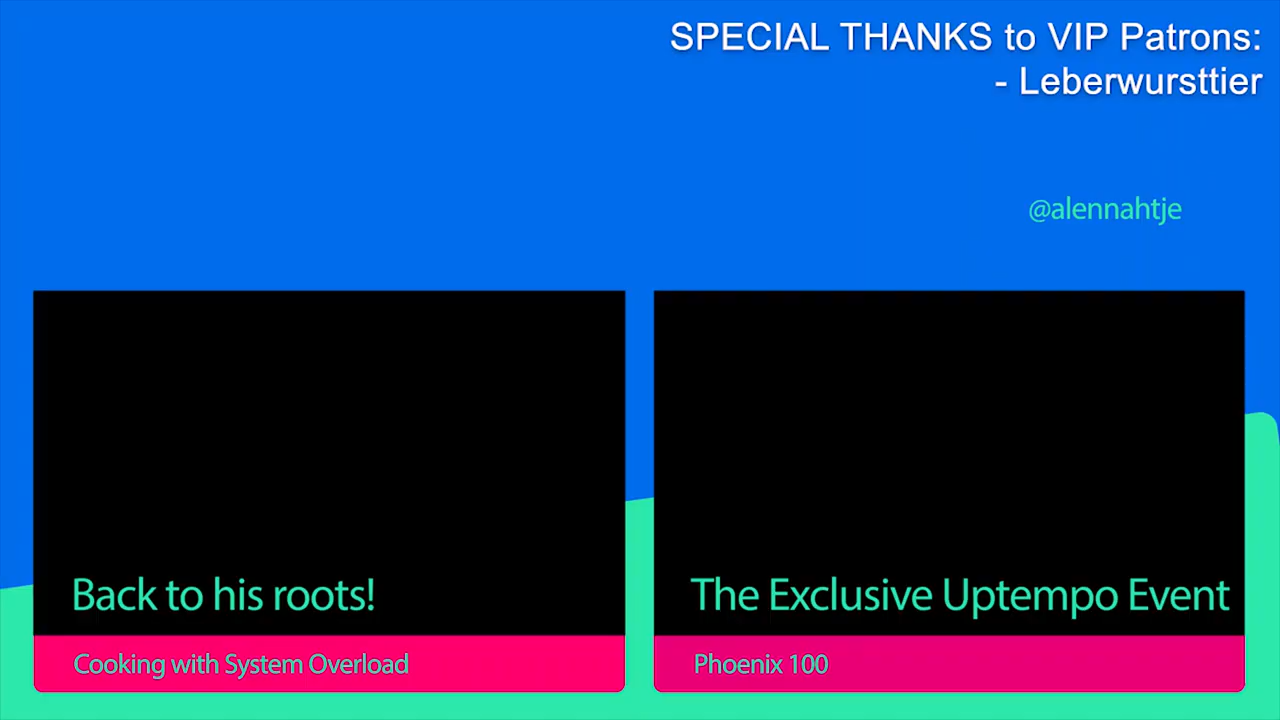 SPECIAL THANKS to VIP Patrons:
- Leberwursttier
@alennahtje
Back to his roots!
Cooking with System Overload
The Exclusive Uptempo Event
Phoenix 100